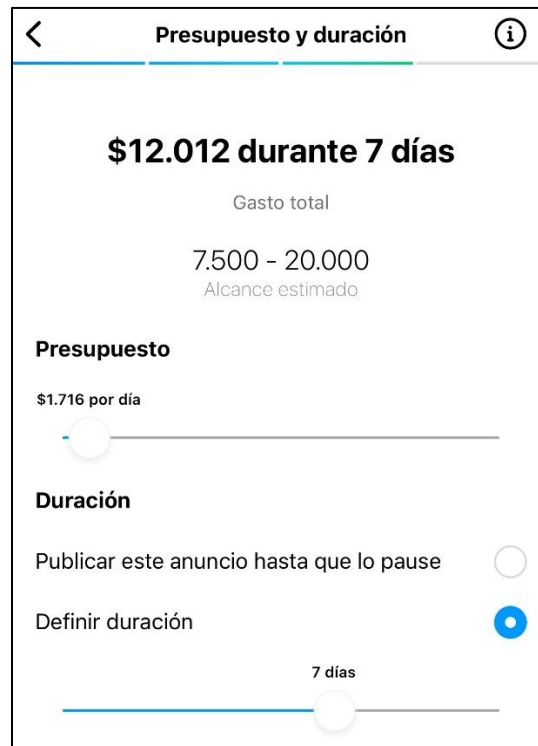 Presupuesto y duración
$12.012 durante 7 días
Gasto total
7.500 - 20.000
Alcance estimado
Presupuesto
$1.716 por día
Duración
Publicar este anuncio hasta que lo pause
Definir duración
7 días